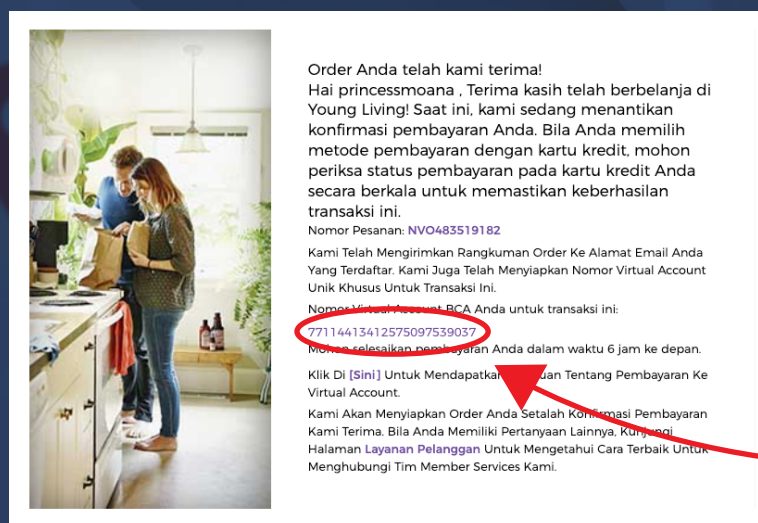 Order Anda telah kami terima!
Hai princessmoana , Terima kasih telah berbelanja di
Young Living! Saat ini, kami sedang menantikan
konfirmasi pembayaran Anda. Bila Anda memilih
metode pembayaran dengan kartu kredit, mohon
periksa status pembayaran pada kartu kredit Anda
secara berkala untuk memastikan keberhasilan
transaksi ini.
Nomor Pesanan: NVO483519182
Kami Telah Mengirimkan Rangkuman Order Ke Alamat Email Anda
Yang Terdaftar. Kami Juga Telah Menyiapkan Nomor Virtual Account
Unik Khusus Untuk Transaksi Ini.
Nomor Virtual Account BCA Anda untuk transaksi ini:
77114413412575097539037
Mohon selesaikan pembayaran Anda dalam waktu 6 jam ke depan.
Klik Di [Sini] Untuk Mendapatkan Tentang Pembayaran Ke
Virtual Account.
Kami Akan Menyiapkan Order Anda Setalah Konfirmasi Pembayaran
Kami Terima. Bila Anda Memiliki Pertanyaan Lainnya, Kunjungi
Halaman Layanan Pelanggan Untuk Mengetahui Cara Terbaik Untuk
Menghubungi Tim Member Services Kami.